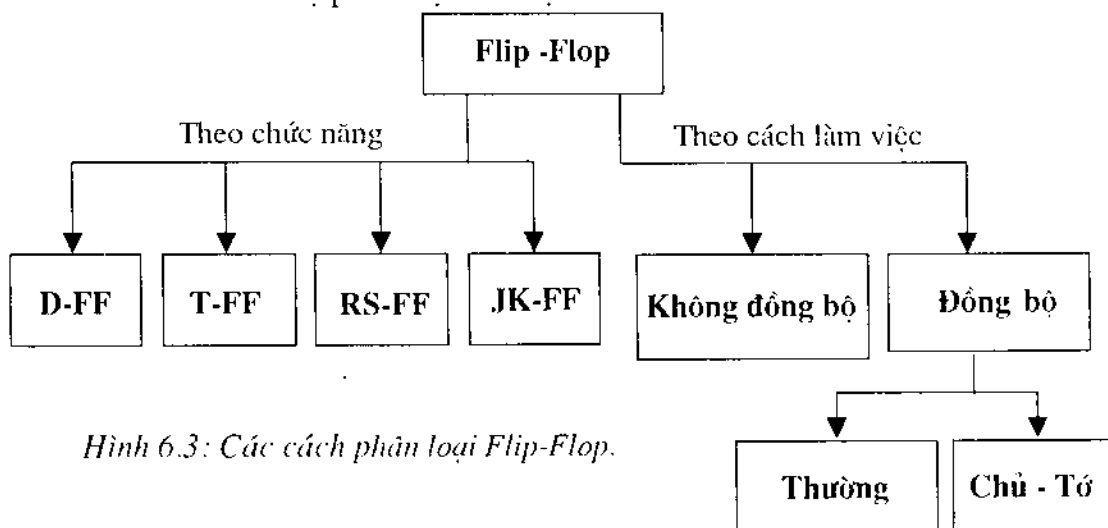 Flip -Flop
Theo chức năng
Theo cách làm việc
D-FF
T-FF
RS-FF
JK-FF
Không đồng bộ
Đồng bộ
Hình 6.3: Các cách phân loại Flip-Flop.
Thường
Chủ - Tớ